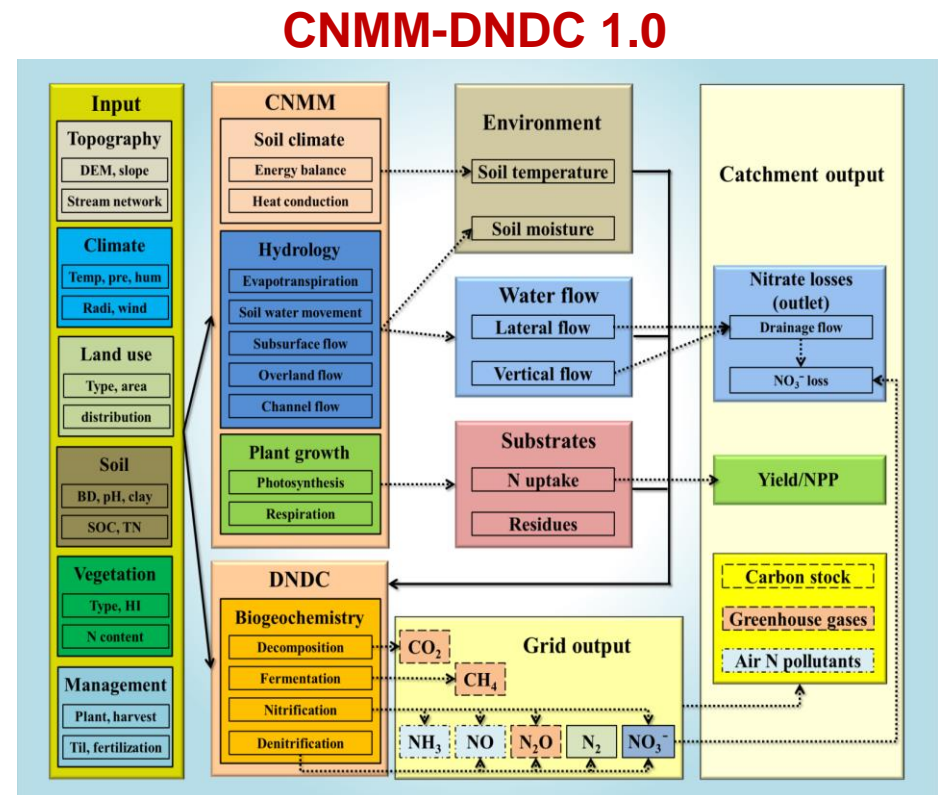 CNMM-DNDC 1.0
Input
Topography
DEM, slope
Stream network
Climate
Temp, pre, hum
Radi, wind
Land use
Type, area
distribution
Soil
BD, pH, clay
SOC, TN
Vegetation
Type, HI
N content
Management
Plant, harvest
Til, fertilization
CNMM
Soil climate
Energy balance
Heat conduction
Hydrology
Evapotranspiration
Soil water movement
Subsurface flow
Overland flow
Channel flow
Plant growth
Photosynthesis
Respiration
DNDC
Biogeochemistry
Decomposition
Fermentation
Nitrification
Denitrification
Environment
Soil temperature
Soil moisture
Water flow
Lateral flow
Vertical flow
Substrates
N uptake
Residues
Grid output
CO₂
CH₄
NH₃ NO N₂O N₂ NO₃⁻
Catchment output
Nitrate losses
(outlet)
Drainage flow
NO₃⁻ loss
Yield/NPP
Carbon stock
Greenhouse gases
Air N pollutants